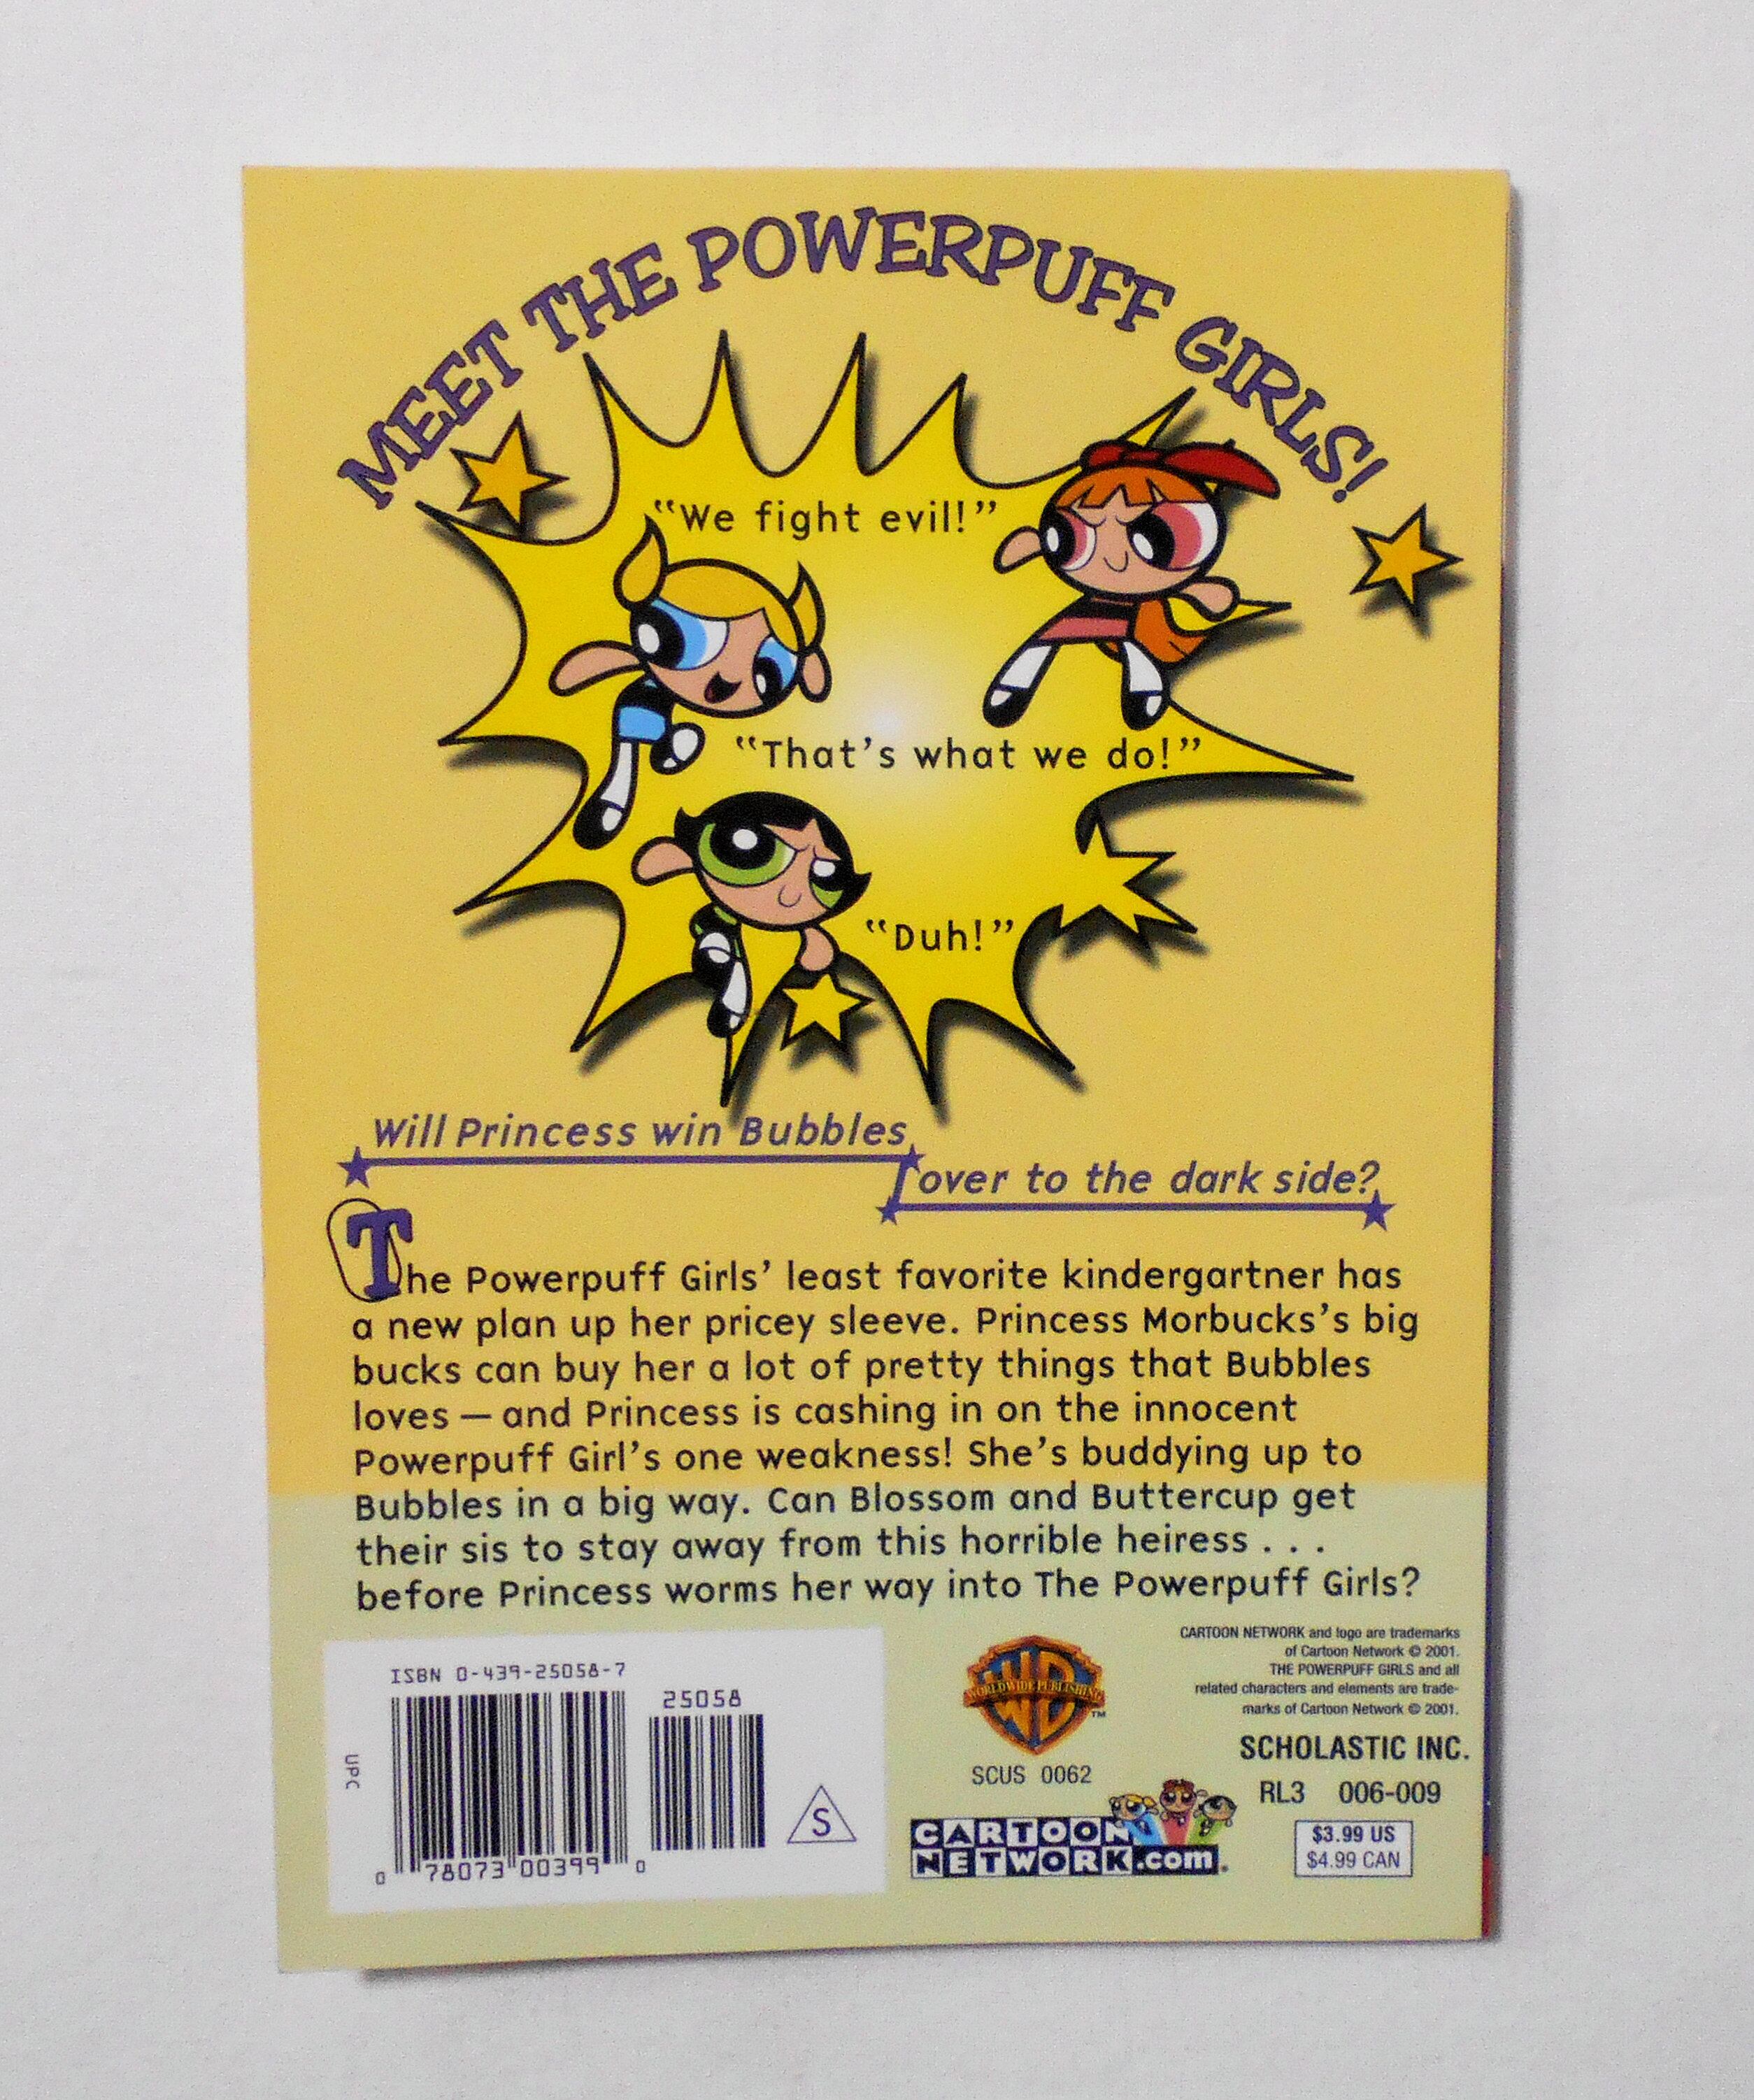 MEET THE POWERPUFF GIRLS!
“We fight evil!”
“That’s what we do!”
“Duh!”
Will Princess win Bubbles
over to the dark side?
The Powerpuff Girls’ least favorite kindergartner has
a new plan up her pricey sleeve. Princess Morbucks’s big
bucks can buy her a lot of pretty things that Bubbles
loves — and Princess is cashing in on the innocent
Powerpuff Girl’s one weakness! She’s buddying up to
Bubbles in a big way. Can Blossom and Buttercup get
their sis to stay away from this horrible heiress . . .
before Princess worms her way into The Powerpuff Girls?
ISBN 0-439-25058-7
25058
UPC
0 78073 00399 0
S
WB
WORLDWIDE PUBLISHING
TM
SCUS 0062
CARTOON
NETWORK.com.
CARTOON NETWORK and logo are trademarks
of Cartoon Network © 2001.
THE POWERPUFF GIRLS and all
related characters and elements are trade-
marks of Cartoon Network © 2001.
SCHOLASTIC INC.
RL3 006-009
$3.99 US
$4.99 CAN